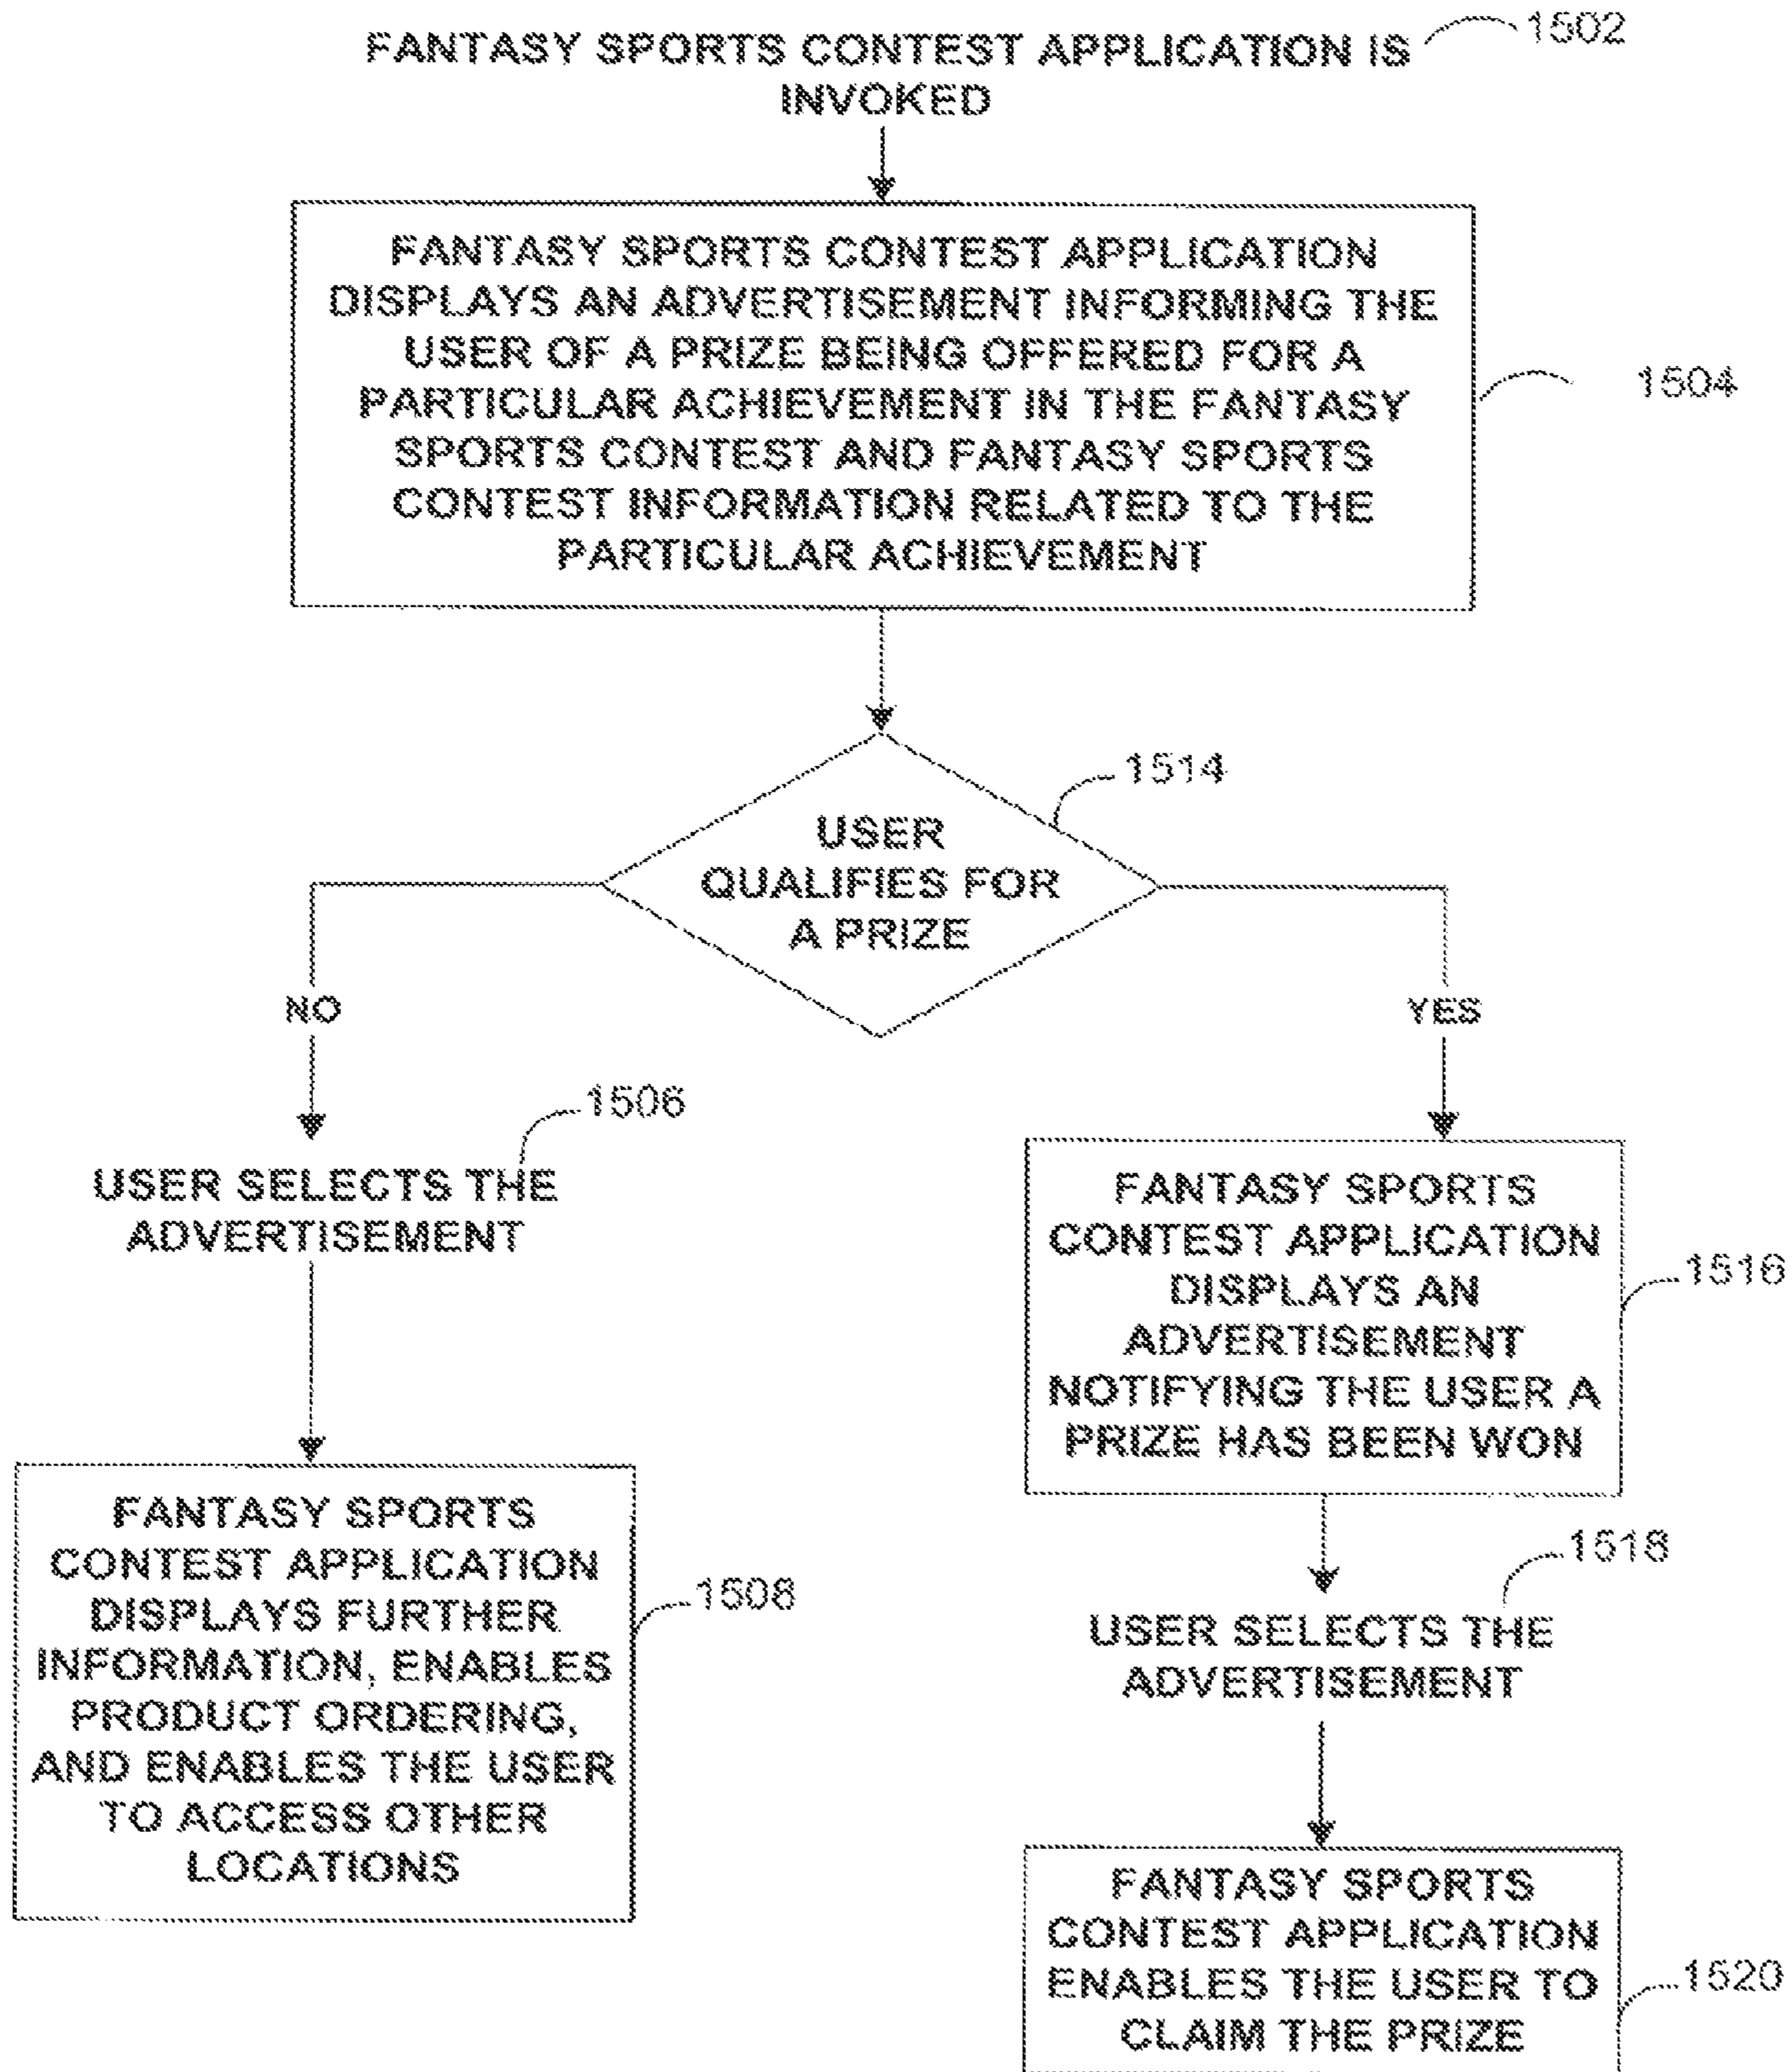 FANTASY SPORTS CONTEST APPLICATION IS
INVOKED
1502
FANTASY SPORTS CONTEST APPLICATION
DISPLAYS AN ADVERTISEMENT INFORMING THE
USER OF A PRIZE BEING OFFERED FOR A
PARTICULAR ACHIEVEMENT IN THE FANTASY
SPORTS CONTEST AND FANTASY SPORTS
CONTEST INFORMATION RELATED TO THE
PARTICULAR ACHIEVEMENT
1504
1514
USER
QUALIFIES FOR
A PRIZE
NO
YES
1506
USER SELECTS THE
ADVERTISEMENT
FANTASY SPORTS
CONTEST APPLICATION
DISPLAYS FURTHER
INFORMATION, ENABLES
PRODUCT ORDERING,
AND ENABLES THE USER
TO ACCESS OTHER
LOCATIONS
1508
FANTASY SPORTS
CONTEST APPLICATION
DISPLAYS AN
ADVERTISEMENT
NOTIFYING THE USER A
PRIZE HAS BEEN WON
1516
1518
USER SELECTS THE
ADVERTISEMENT
FANTASY SPORTS
CONTEST APPLICATION
ENABLES THE USER TO
CLAIM THE PRIZE
1520